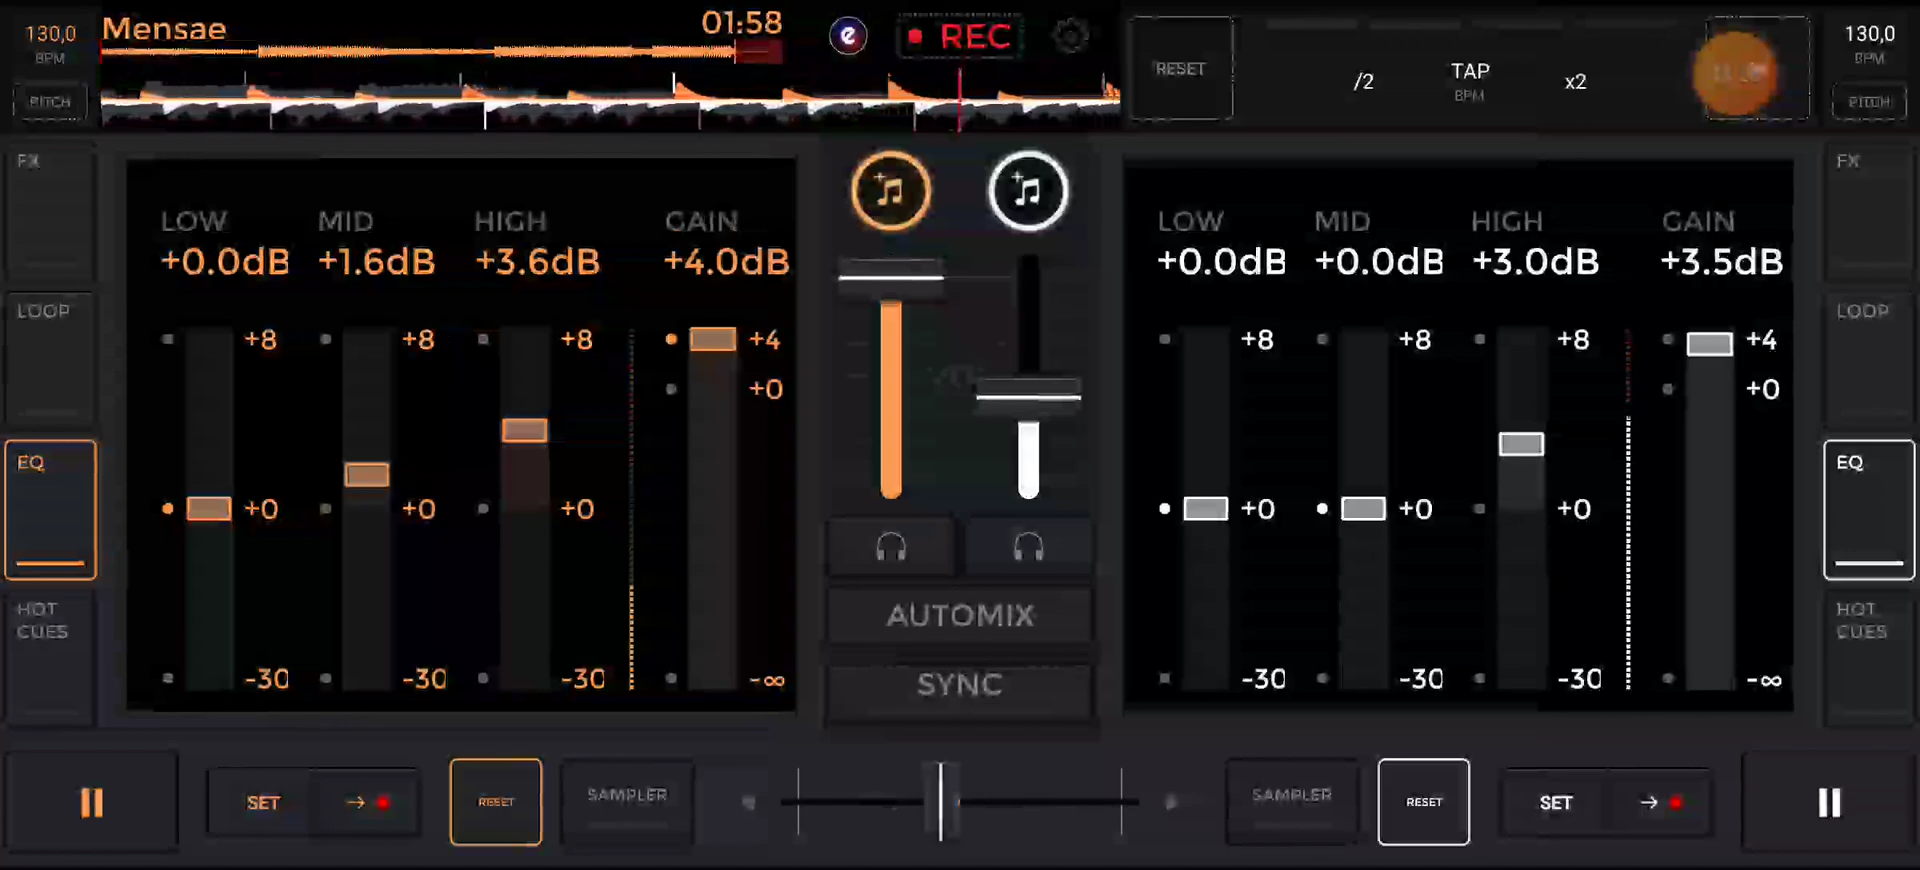 130,0
BPM
PITCH
Mensae
01:58
e
REC
RESET
/2
TAP
BPM
x2
130,0
BPM
PITCH
FX
LOOP
EQ
HOT
CUES
LOW
MID
HIGH
GAIN
+0.0dB
+1.6dB
+3.6dB
+4.0dB
+8
+8
+8
+4
+0
+0
+0
+0
-30
-30
-30
-∞
AUTOMIX
SYNC
LOW
MID
HIGH
GAIN
+0.0dB
+0.0dB
+3.0dB
+3.5dB
+8
+8
+8
+4
+0
+0
+0
+0
-30
-30
-30
-∞
FX
LOOP
EQ
HOT
CUES
SET
RESET
SAMPLER
SAMPLER
RESET
SET